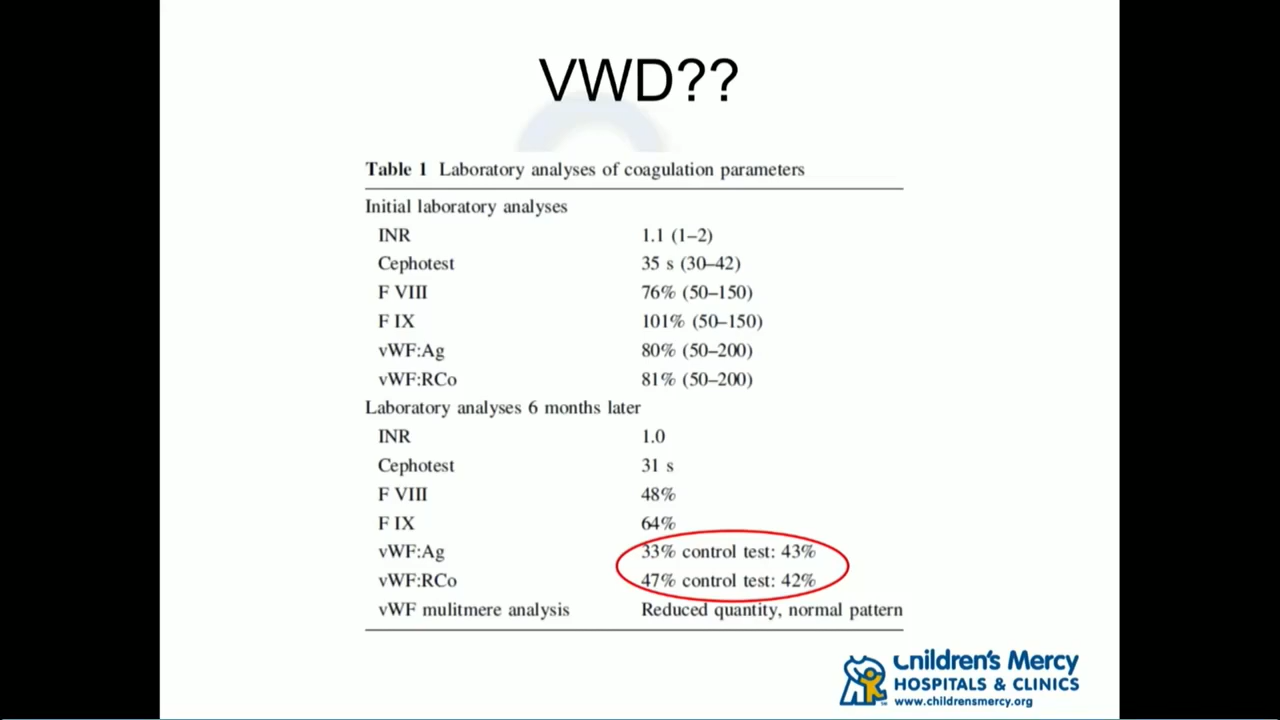 VWD??
Table 1 Laboratory analyses of coagulation parameters
Initial laboratory analyses
INR 1.1 (1–2)
Cephotest 35 s (30–42)
F VIII 76% (50–150)
F IX 101% (50–150)
vWF:Ag 80% (50–200)
vWF:RCo 81% (50–200)
Laboratory analyses 6 months later
INR 1.0
Cephotest 31 s
F VIII 48%
F IX 64%
vWF:Ag 33% control test: 43%
vWF:RCo 47% control test: 42%
vWF mulitmere analysis Reduced quantity, normal pattern
Children's Mercy
HOSPITALS & CLINICS
www.childrensmercy.org